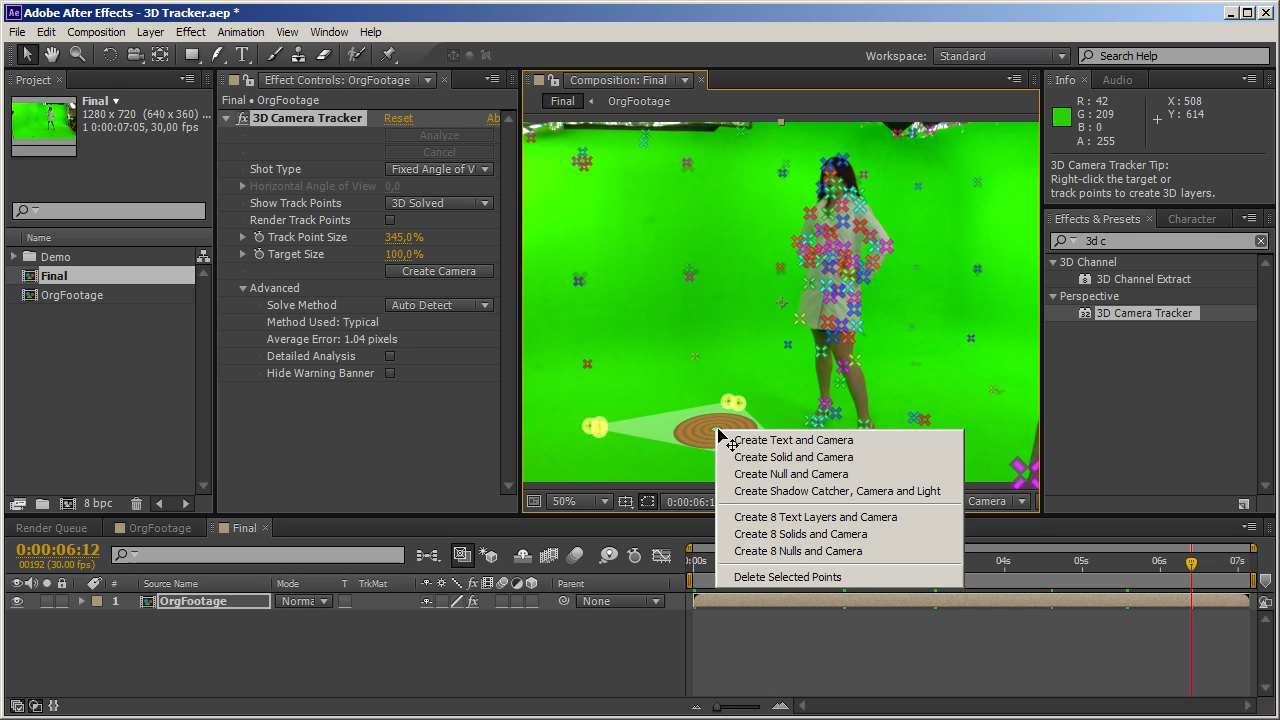 Adobe After Effects - 3D Tracker.aep *
File Edit Composition Layer Effect Animation View Window Help
Workspace: Standard Search Help
Project
Final
1280 x 720 (640 x 360) ...
1 0:00:07:05, 30,00 fps)
Name
Demo
Final
OrgFootage
8 bpc
Effect Controls: OrgFootage
Final • OrgFootage
fx 3D Camera Tracker Reset Ab
Analyze
Cancel
Shot Type Fixed Angle of V
Horizontal Angle of View 0,0
Show Track Points 3D Solved
Render Track Points
Track Point Size 345,0%
Target Size 100,0%
Create Camera
Advanced
Solve Method Auto Detect
Method Used: Typical
Average Error: 1.04 pixels
Detailed Analysis
Hide Warning Banner
Composition: Final
Final OrgFootage
50% 0:00:06:1 Camera
Create Text and Camera
Create Solid and Camera
Create Null and Camera
Create Shadow Catcher, Camera and Light
Create 8 Text Layers and Camera
Create 8 Solids and Camera
Create 8 Nulls and Camera
Delete Selected Points
Info Audio
R : 42
G : 209
B : 0
A : 255
X : 508
Y : 614
3D Camera Tracker Tip:
Right-click the target or
track points to create 3D layers.
Effects & Presets Character
3d c
3D Channel
3D Channel Extract
Perspective
3D Camera Tracker
Render Queue OrgFootage Final
0:00:06:12
00192 (30.00 fps)
:00s 04s 05s 06s 07s
# Source Name Mode T TrkMat fx Parent
1 OrgFootage Norma fx None